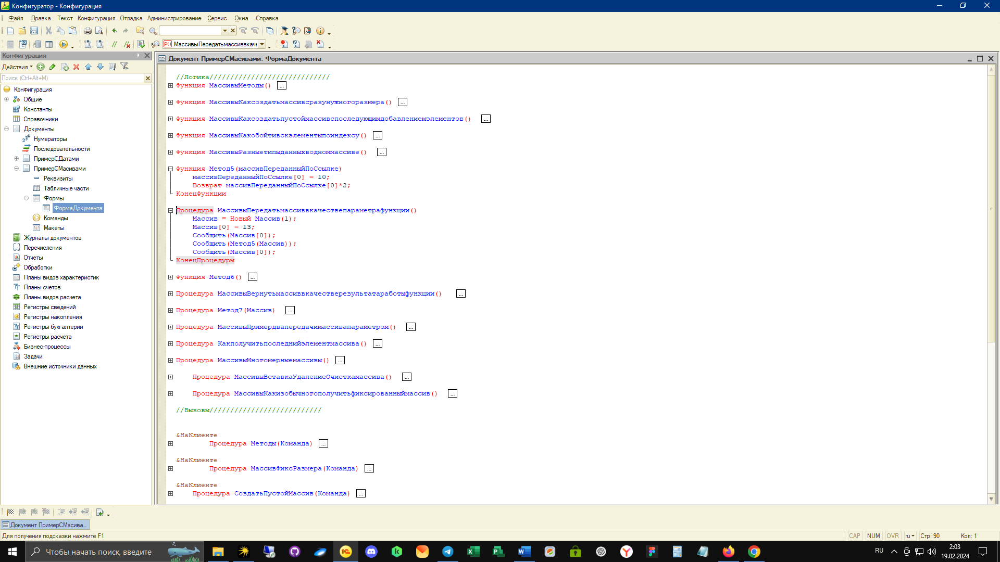 Конфигуратор - Конфигурация
Файл Правка Текст Конфигурация Отладка Администрирование Сервис Окна Справка
МассивыПередатьмассиввкаче
Конфигурация
Действия
Поиск (Ctrl+Alt+M)
Конфигурация
Общие
Константы
Справочники
Документы
Нумераторы
Последовательности
ПримерСДатами
ПримерСМасивами
Реквизиты
Табличные части
Формы
ФормаДокумента
Команды
Макеты
Журналы документов
Перечисления
Отчеты
Обработки
Планы видов характеристик
Планы счетов
Планы видов расчета
Регистры сведений
Регистры накопления
Регистры бухгалтерии
Регистры расчета
Бизнес-процессы
Задачи
Внешние источники данных
Документ ПримерСМасивами: ФормаДокумента
//Логика/////////////////////////////
Функция МассивыМетоды() ...
Функция МассивыКаксоздатьмассивсразунужногоразмера() ...
Функция МассивыКаксоздатьпустоймассивспоследующимдобавлениемэлементов() ...
Функция МассивыКакобойтивскэлементыпоиндексу() ...
Функция МассивыРазныетипыданныхводноммассиве() ...
Функция Метод5(массивПереданныйПоСсылке)
массивПереданныйПоСсылке[0] = 10;
Возврат массивПереданныйПоСсылке[0]*2;
КонецФункции
Процедура МассивыПередатьмассиввкачествепараметрафункции()
Массив = Новый Массив(1);
Массив[0] = 13;
Сообщить(Массив[0]);
Сообщить(Метод5(Массив));
Сообщить(Массив[0]);
КонецПроцедуры
Функция Метод6() ...
Процедура МассивыВернутьмассиввкачестверезультатаработыфункции() ...
Процедура Метод7(Массив) ...
Процедура МассивыПримердвапередачимассивапараметром() ...
Процедура Какполучитьпоследнийэлементмассива() ...
Процедура МассивыМногомерныемассивы() ...
Процедура МассивыВставкаУдалениеОчисткамассива() ...
Процедура МассивыКакизобычногополучитьфиксированныймассив() ...
//Вызовы///////////////////////////
&НаКлиенте
Процедура Методы(Команда) ...
&НаКлиенте
Процедура МассивФиксРазмера(Команда) ...
&НаКлиенте
Процедура СоздатьПустойМассив(Команда) ...
Документ ПримерСМасива...
Для получения подсказки нажмите F1
CAP NUM OVR ru Стр: 90 Кол: 1
Чтобы начать поиск, введите
RU
2:03
19.02.2024